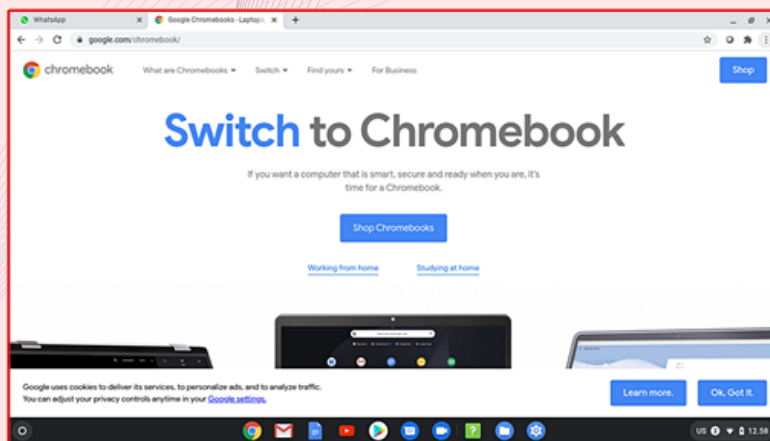 WhatsApp
Google Chromebooks - Laptops
google.com/chromebook/
chromebook
What are Chromebooks
Switch
Find yours
For Business
Shop
Switch to Chromebook
If you want a computer that is smart, secure and ready when you are, it's
time for a Chromebook.
Shop Chromebooks
Working from home
Studying at home
Google uses cookies to deliver its services, to personalize ads, and to analyze traffic.
You can adjust your privacy controls anytime in your Google settings.
Learn more.
Ok, Got it.
US
12.58